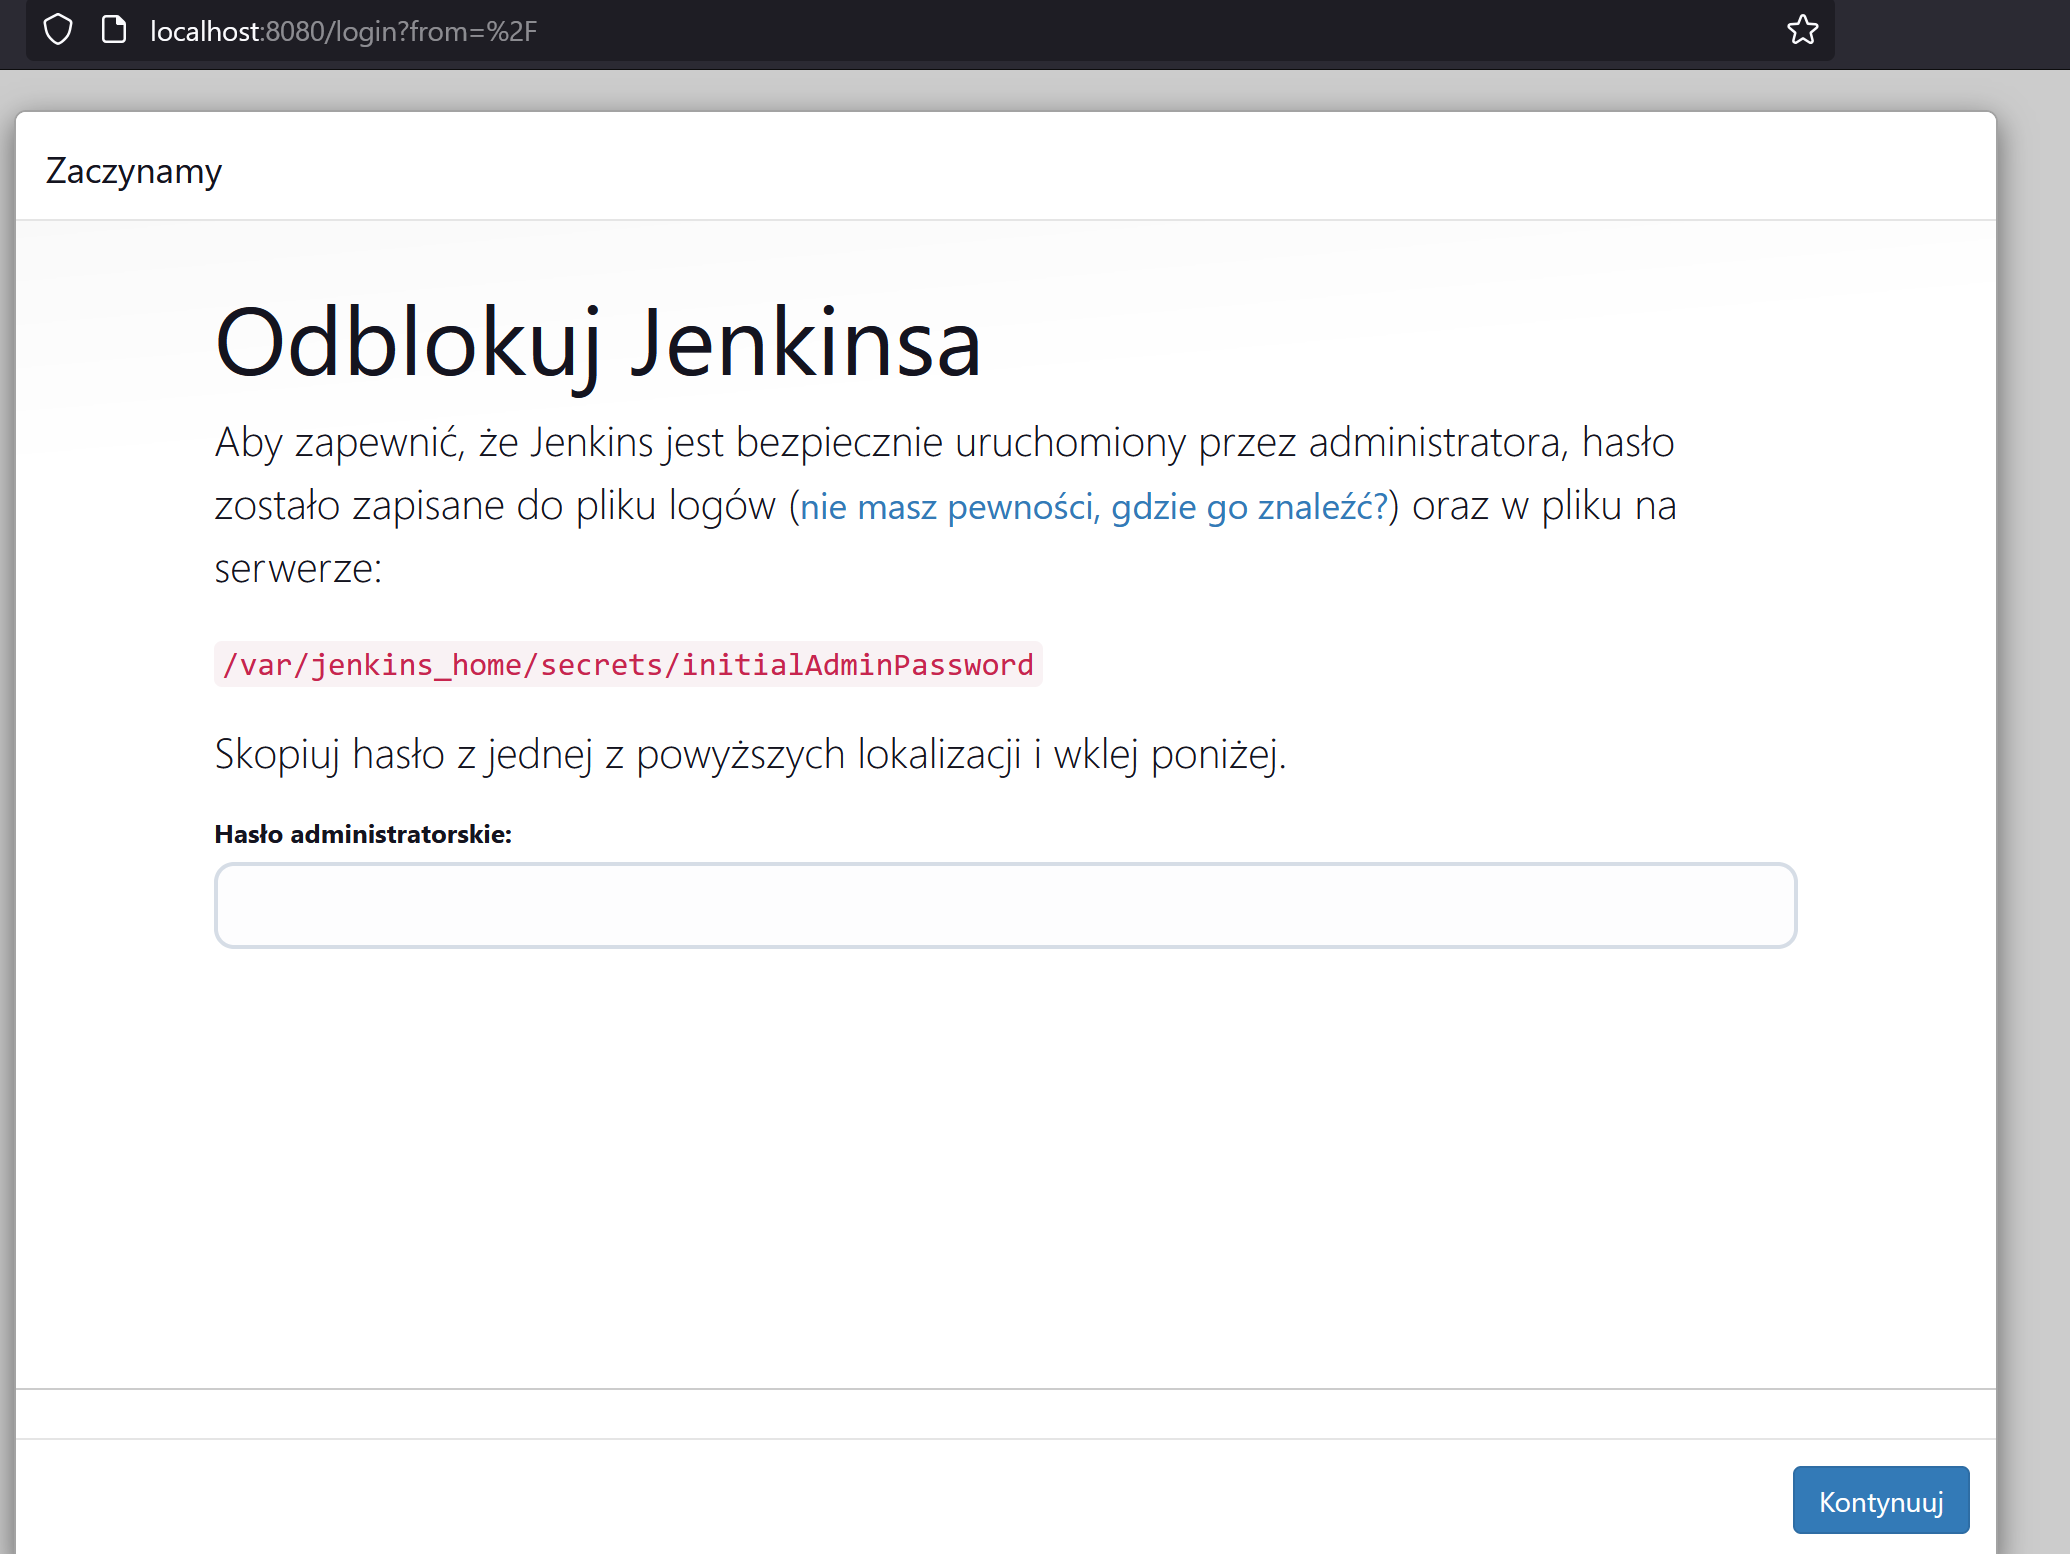 localhost:8080/login?from=%2F
Zaczynamy
Odblokuj Jenkinsa
Aby zapewnić, że Jenkins jest bezpiecznie uruchomiony przez administratora, hasło
zostało zapisane do pliku logów (nie masz pewności, gdzie go znaleźć?) oraz w pliku na
serwerze:
/var/jenkins_home/secrets/initialAdminPassword
Skopiuj hasło z jednej z powyższych lokalizacji i wklej poniżej.
Hasło administratorskie:
Kontynuuj